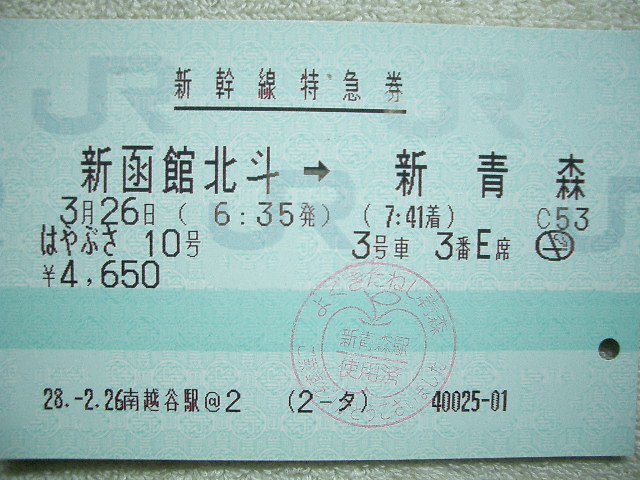 新幹線特急券
新函館北斗 → 新青森
3月26日 ( 6:35発) ( 7:41着) C53
はやぶさ 10号 3号車 3番E席
¥4,650
新青森駅
使用済
28.-2.26南越谷駅@2 (2-タ) 40025-01